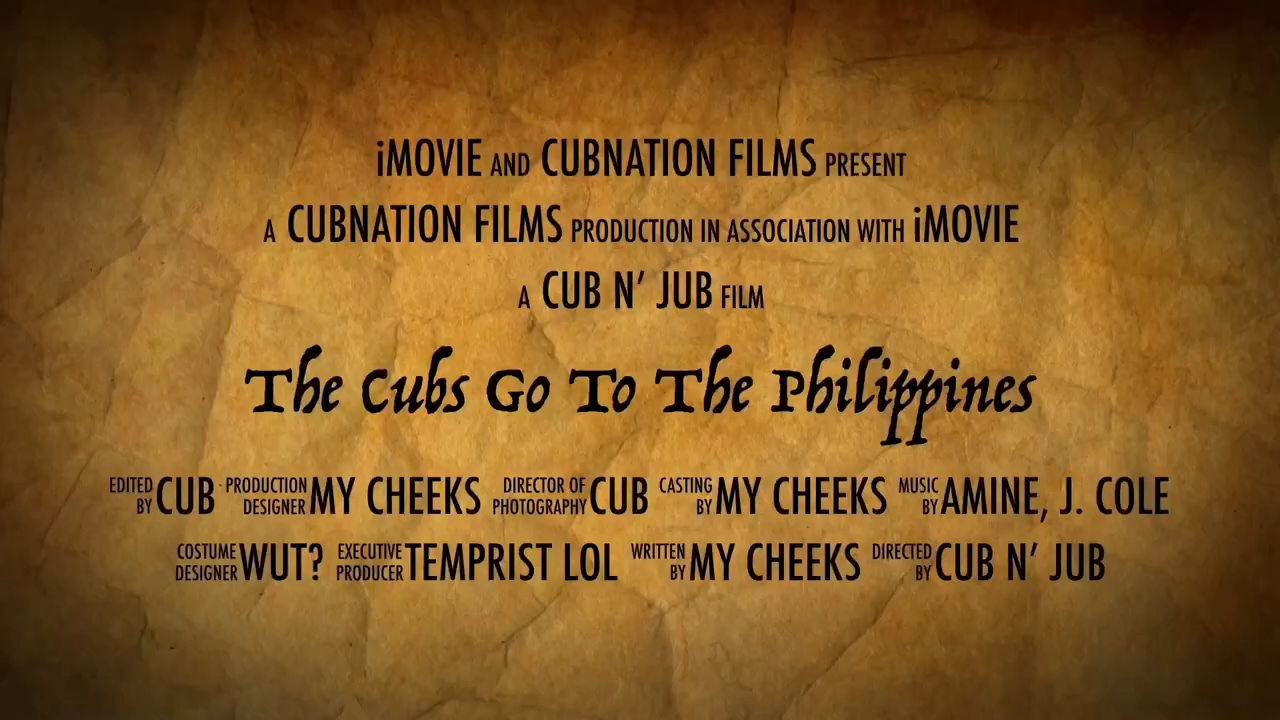 iMOVIE AND CUBNATION FILMS PRESENT
A CUBNATION FILMS PRODUCTION IN ASSOCIATION WITH iMOVIE
A CUB N' JUB FILM
The Cubs Go To The Philippines
EDITED BY CUB · PRODUCTION DESIGNER MY CHEEKS DIRECTOR OF PHOTOGRAPHY CUB CASTING BY MY CHEEKS MUSIC BY AMINE, J. COLE
COSTUME DESIGNER WUT? EXECUTIVE PRODUCER TEMPRIST LOL WRITTEN BY MY CHEEKS DIRECTED BY CUB N' JUB